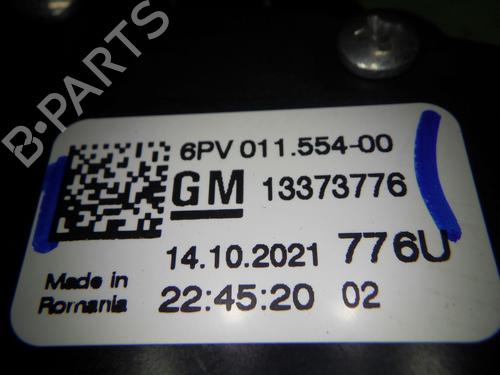 B-PARTS
6PV 011.554-00
GM 13373776
14.10.2021 776U
Made in
Romania
22:45:20 02